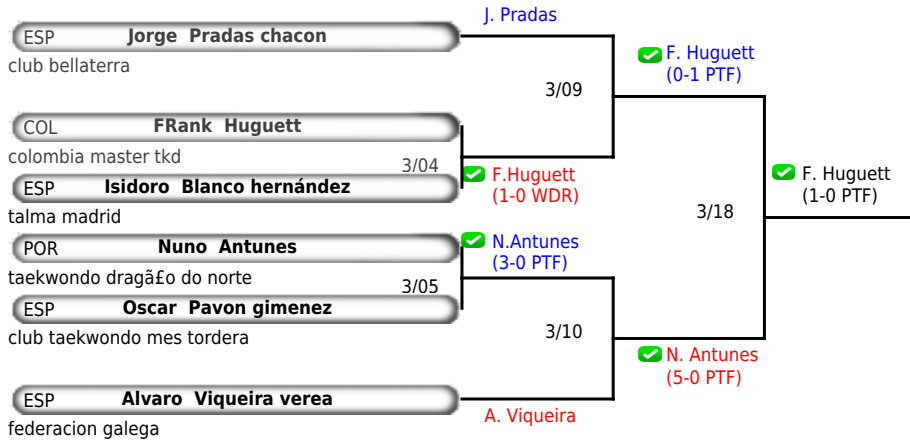 J. Pradas
ESP Jorge Pradas chacon
club bellaterra
F. Huguett
(0-1 PTF)
3/09
COL FRank Huguett
colombia master tkd
3/04
F.Huguett
(1-0 WDR)
ESP Isidoro Blanco hernández
talma madrid
F. Huguett
(1-0 PTF)
3/18
POR Nuno Antunes
taekwondo dragã£o do norte
N.Antunes
(3-0 PTF)
3/05
ESP Oscar Pavon gimenez
club taekwondo mes tordera
3/10
N. Antunes
(5-0 PTF)
ESP Alvaro Viqueira verea
federacion galega
A. Viqueira